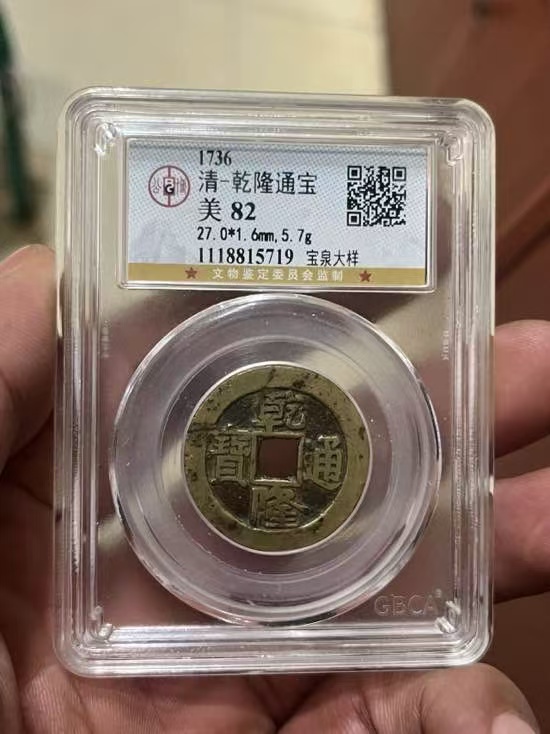 1736
清-乾隆通宝
美 82
27.0*1.6mm,5.7g
1118815719 宝泉大样
★ 文物鉴定委员会监制 ★
乾隆通寶
GBCA